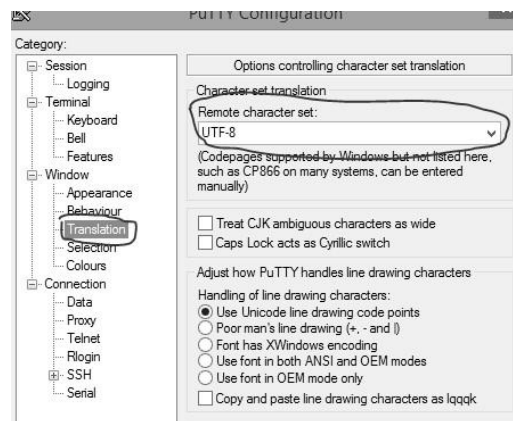 PuTTY Configuration
Category:
Session
Logging
Terminal
Keyboard
Bell
Features
Window
Appearance
Behaviour
Translation
Selection
Colours
Connection
Data
Proxy
Telnet
Rlogin
SSH
Serial
Options controlling character set translation
Character set translation
Remote character set:
UTF-8
(Codepages supported by Windows but not listed here,
such as CP866 on many systems, can be entered
manually)
Treat CJK ambiguous characters as wide
Caps Lock acts as Cyrillic switch
Adjust how PuTTY handles line drawing characters
Handling of line drawing characters:
Use Unicode line drawing code points
Poor man's line drawing (+, - and |)
Font has XWindows encoding
Use font in both ANSI and OEM modes
Use font in OEM mode only
Copy and paste line drawing characters as lqqqk